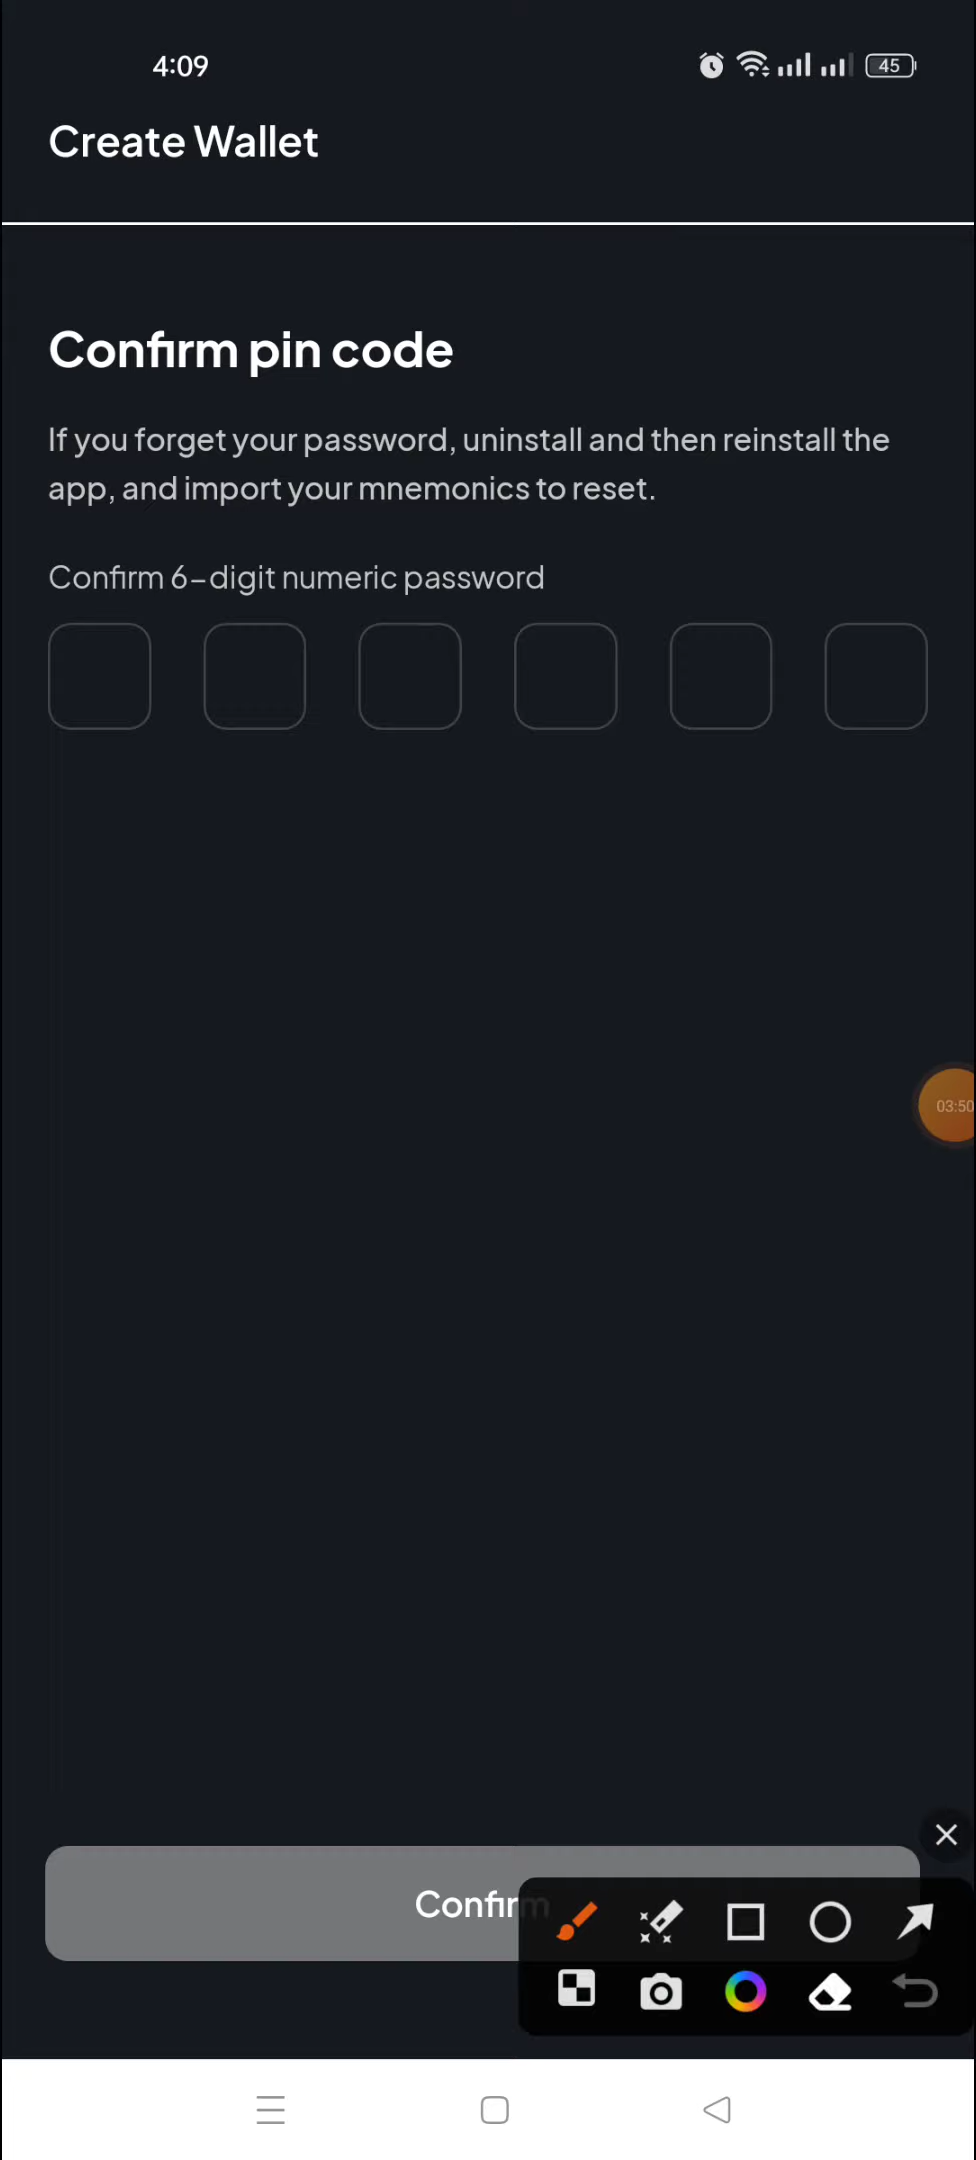 4:09
45
Create Wallet
Confirm pin code
If you forget your password, uninstall and then reinstall the
app, and import your mnemonics to reset.
Confirm 6-digit numeric password
03:50
Confirm